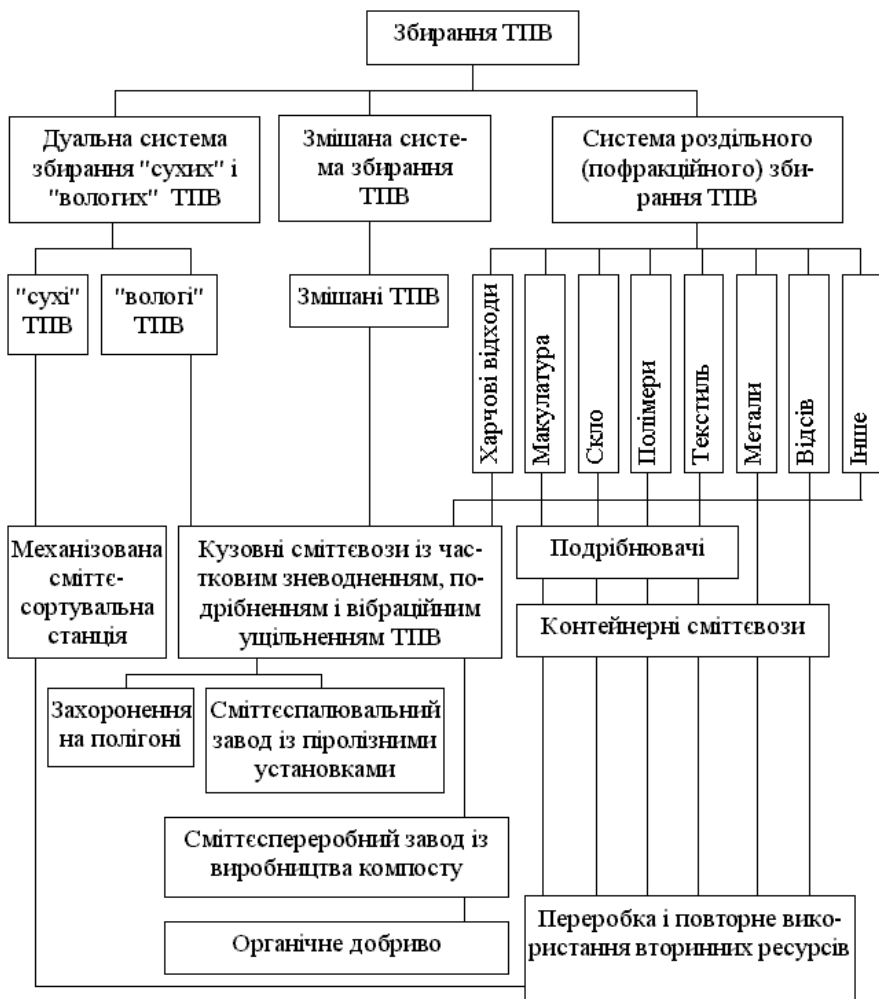 Збирання ТПВ
Дуальна система
збирання "сухих" і
"вологих" ТПВ
Змішана систе-
ма збирання
ТПВ
Система роздільного
(пофракційного) зби-
рання ТПВ
"сухі"
ТПВ
"вологі"
ТПВ
Змішані ТПВ
Харчові відходи
Макулатура
Скло
Полімери
Текстиль
Метали
Відсів
Інше
Механізована
сміттє-
сортувальна
станція
Кузовні сміттєвози із час-
тковим зневодненням, по-
дрібненням і вібраційним
ущільненням ТПВ
Подрібнювачі
Контейнерні сміттєвози
Захоронення
на полігоні
Сміттєспалювальний
завод із піролізними
установками
Сміттєспереробний завод із
виробництва компосту
Органічне добриво
Переробка і повторне вико-
ристання вторинних ресурсів